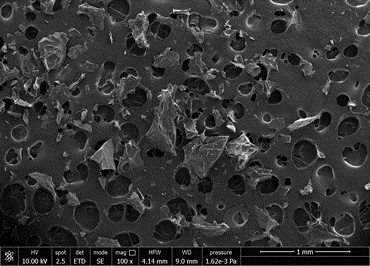 HV spot det mode mag □ HFW WD pressure
10.00 kV 2.5 ETD SE 100 x 4.14 mm 9.0 mm 1.62e-3 Pa
1 mm